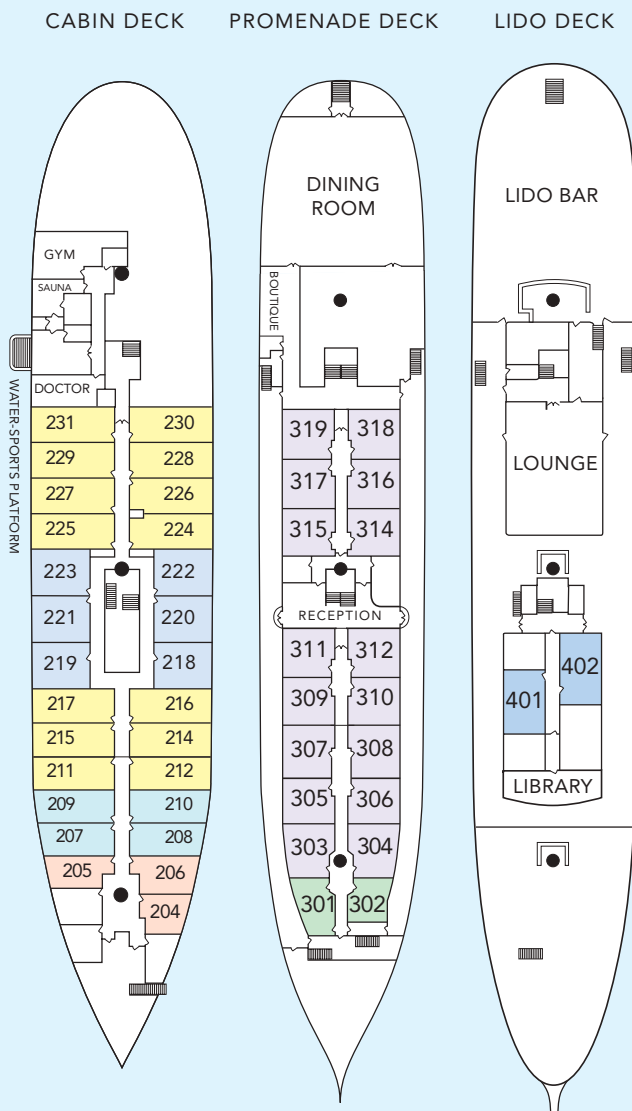 CABIN DECK
PROMENADE DECK
LIDO DECK
GYM
SAUNA
DOCTOR
WATER-SPORTS PLATFORM
231 230
229 228
227 226
225 224
223 222
221 220
219 218
217 216
215 214
211 212
209 210
207 208
205 206
204
DINING
ROOM
BOUTIQUE
319 318
317 316
315 314
RECEPTION
311 312
309 310
307 308
305 306
303 304
301 302
LIDO BAR
LOUNGE
402
401
LIBRARY